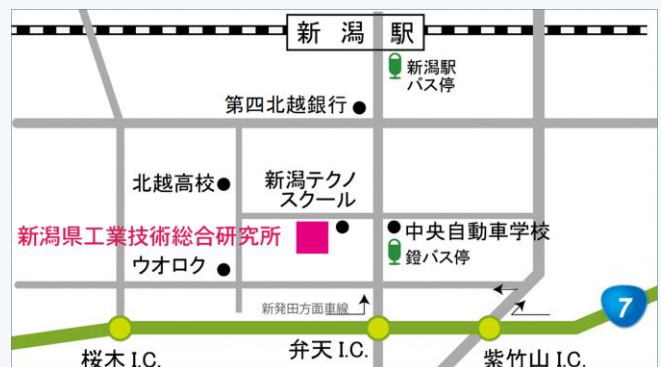 新潟駅
新潟駅
バス停
第四北越銀行
北越高校
新潟テクノ
スクール
新潟県工業技術総合研究所
中央自動車学校
鐙バス停
ウオロク
新発田方面車線
7
桜木 I.C.
弁天 I.C.
紫竹山 I.C.